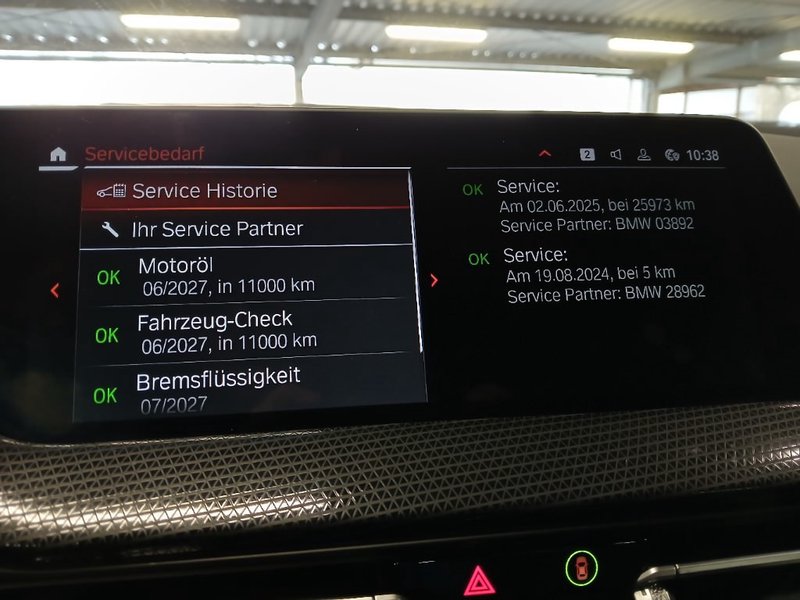 Servicebedarf
2 10:38
Service Historie
Ihr Service Partner
OK Motoröl
06/2027, in 11000 km
OK Fahrzeug-Check
06/2027, in 11000 km
OK Bremsflüssigkeit
07/2027
OK Service:
Am 02.06.2025, bei 25973 km
Service Partner: BMW 03892
OK Service:
Am 19.08.2024, bei 5 km
Service Partner: BMW 28962